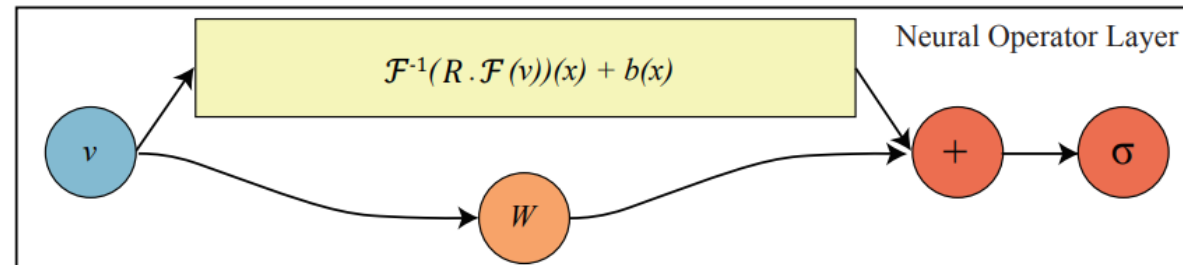 Neural Operator Layer
ℱ⁻¹(R . ℱ(v))(x) + b(x)
v
+
σ
W